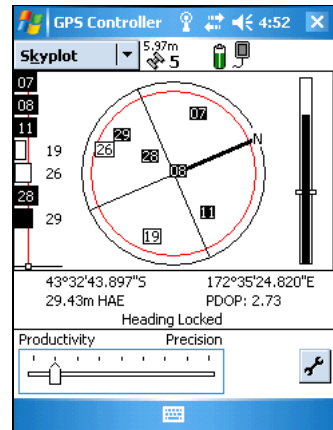 GPS Controller 4:52
Skyplot 5.97m 5
07
08
11
19
26
28
29
07
29
26
28
08
N
11
19
43°32'43.897"S 172°35'24.820"E
29.43m HAE PDOP: 2.73
Heading Locked
Productivity Precision